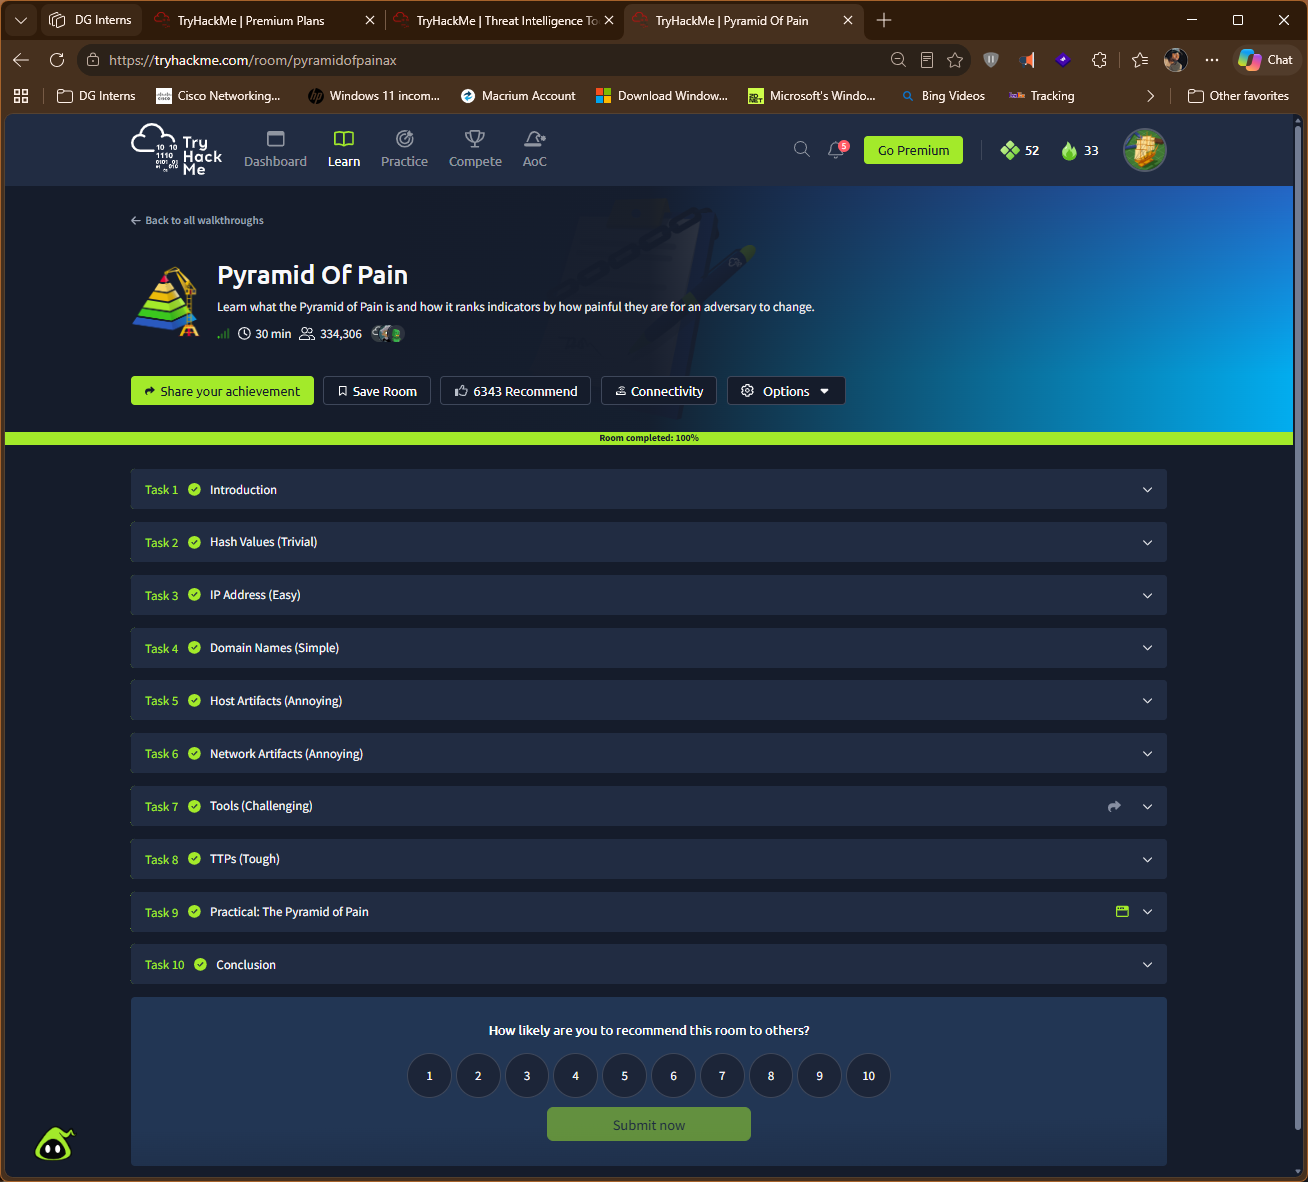 DG Interns
TryHackMe | Premium Plans
TryHackMe | Threat Intelligence To
TryHackMe | Pyramid Of Pain
https://tryhackme.com/room/pyramidofpainax
Chat
DG Interns
Cisco Networking...
Windows 11 incom...
Macrium Account
Download Window...
Microsoft's Windo...
Bing Videos
Tracking
Other favorites
Try Hack Me
10 10
1110
0101 01
Dashboard
Learn
Practice
Compete
AoC
5
Go Premium
52
33
Back to all walkthroughs
Pyramid Of Pain
Learn what the Pyramid of Pain is and how it ranks indicators by how painful they are for an adversary to change.
30 min
334,306
Share your achievement
Save Room
6343 Recommend
Connectivity
Options
Room completed: 100%
Task 1 Introduction
Task 2 Hash Values (Trivial)
Task 3 IP Address (Easy)
Task 4 Domain Names (Simple)
Task 5 Host Artifacts (Annoying)
Task 6 Network Artifacts (Annoying)
Task 7 Tools (Challenging)
Task 8 TTPs (Tough)
Task 9 Practical: The Pyramid of Pain
Task 10 Conclusion
How likely are you to recommend this room to others?
1 2 3 4 5 6 7 8 9 10
Submit now